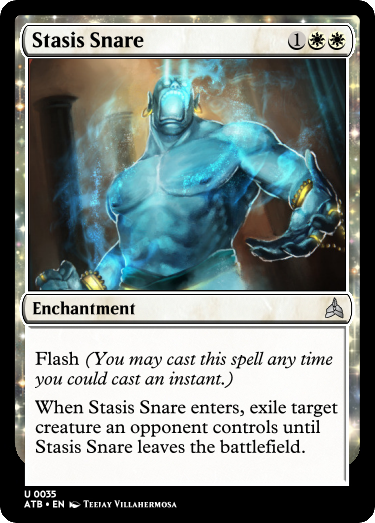 Stasis Snare 1
Enchantment
Flash (You may cast this spell any time
you could cast an instant.)
When Stasis Snare enters, exile target
creature an opponent controls until
Stasis Snare leaves the battlefield.
U 0035
ATB • EN Teejay Villahermosa